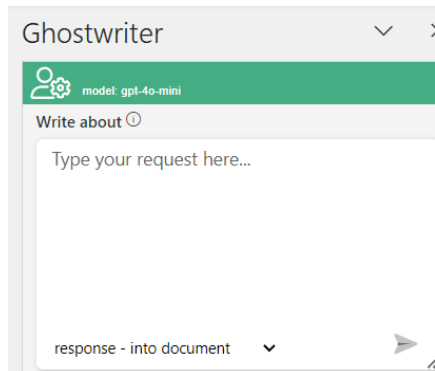 Ghostwriter
model: gpt-4o-mini
Write about
Type your request here...
response - into document